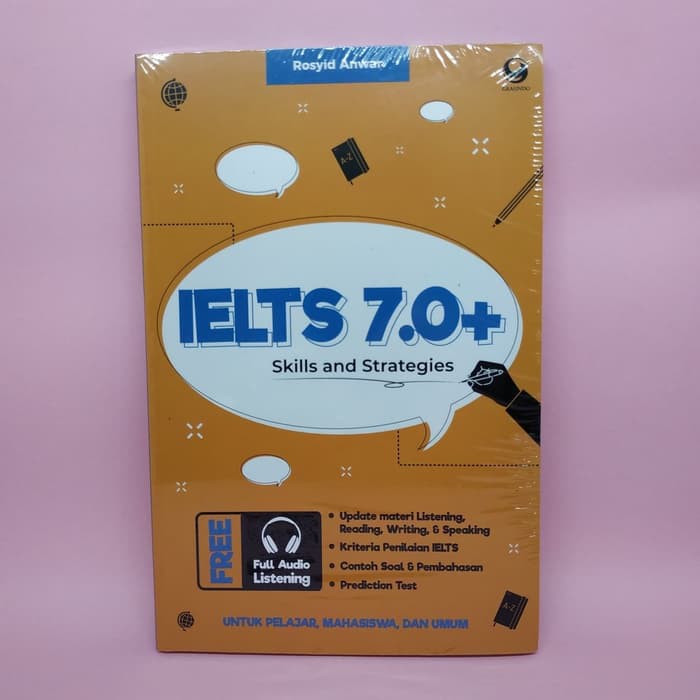 Rosyid Anwar
GRASINDO
A-Z
IELTS 7.0+
Skills and Strategies
FREE
Full Audio
Listening
• Update materi Listening,
Reading, Writing, & Speaking
• Kriteria Penilaian IELTS
• Contoh Soal & Pembahasan
• Prediction Test
A-Z
UNTUK PELAJAR, MAHASISWA, DAN UMUM